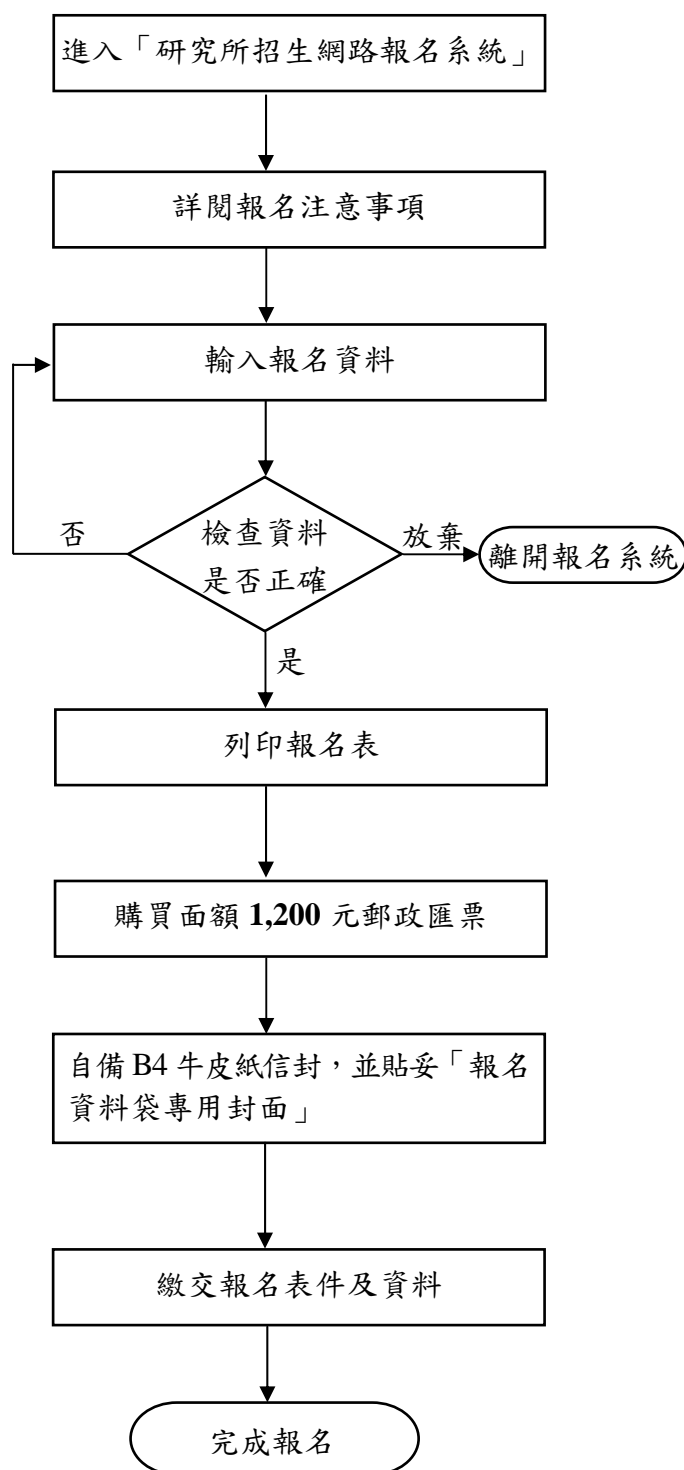 進入「研究所招生網路報名系統」
詳閱報名注意事項
輸入報名資料
否
檢查資料
是否正確
放棄
離開報名系統
是
列印報名表
購買面額 1,200 元郵政匯票
自備 B4 牛皮紙信封，並貼妥「報名
資料袋專用封面」
繳交報名表件及資料
完成報名